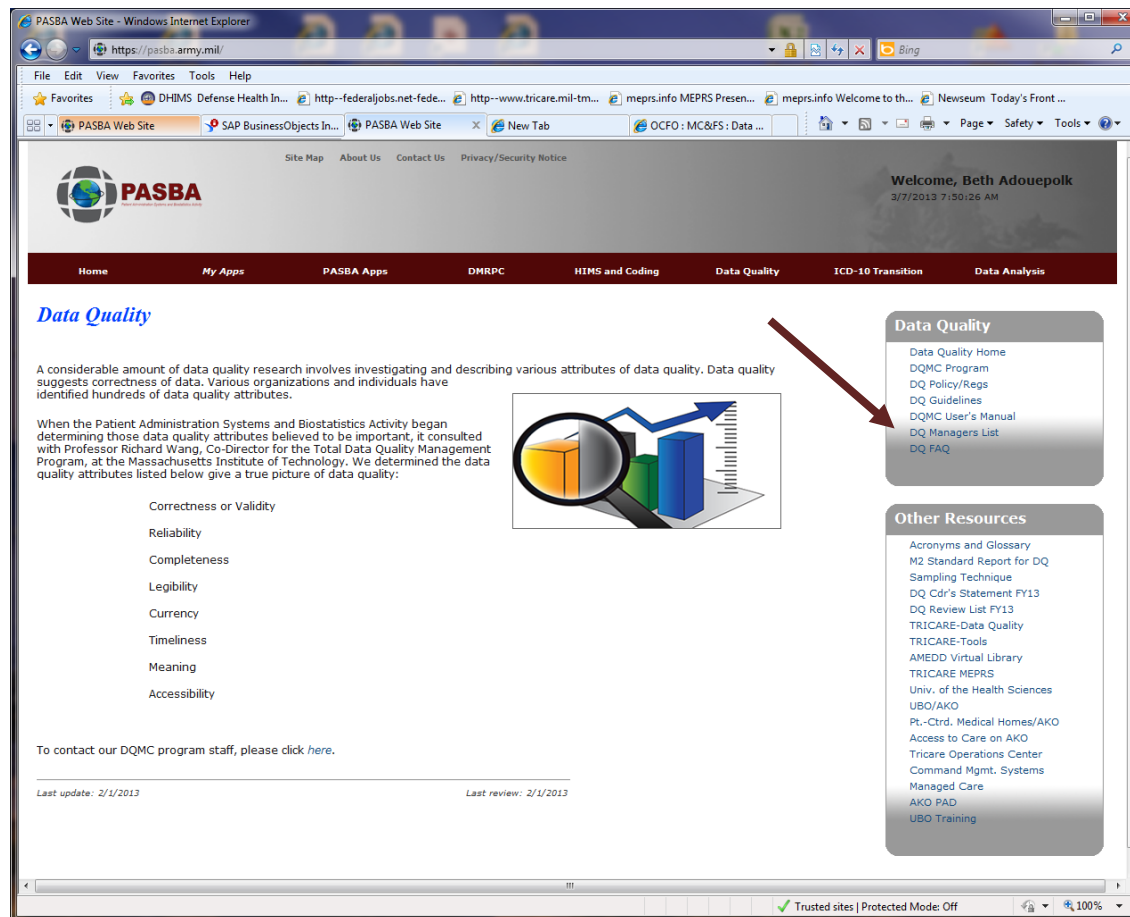 PASBA Web Site - Windows Internet Explorer
https://pasba.army.mil/
Bing
File Edit View Favorites Tools Help
Favorites DHIMS Defense Health In... http--federaljobs.net-fede... http--www.tricare.mil-tm... meprs.info MEPRS Presen... meprs.info Welcome to th... Newseum Today's Front ...
PASBA Web Site SAP BusinessObjects In... PASBA Web Site New Tab OCFO : MC&FS : Data ... Page Safety Tools
Site Map About Us Contact Us Privacy/Security Notice
PASBA
Welcome, Beth Adouepolk
3/7/2013 7:50:26 AM
Home My Apps PASBA Apps DMRPC HIMS and Coding Data Quality ICD-10 Transition Data Analysis
Data Quality
A considerable amount of data quality research involves investigating and describing various attributes of data quality. Data quality
suggests correctness of data. Various organizations and individuals have
identified hundreds of data quality attributes.
When the Patient Administration Systems and Biostatistics Activity began
determining those data quality attributes believed to be important, it consulted
with Professor Richard Wang, Co-Director for the Total Data Quality Management
Program, at the Massachusetts Institute of Technology. We determined the data
quality attributes listed below give a true picture of data quality:
Correctness or Validity
Reliability
Completeness
Legibility
Currency
Timeliness
Meaning
Accessibility
To contact our DQMC program staff, please click here.
Last update: 2/1/2013 Last review: 2/1/2013
Data Quality
Data Quality Home
DQMC Program
DQ Policy/Regs
DQ Guidelines
DQMC User's Manual
DQ Managers List
DQ FAQ
Other Resources
Acronyms and Glossary
M2 Standard Report for DQ
Sampling Technique
DQ Cdr's Statement FY13
DQ Review List FY13
TRICARE-Data Quality
TRICARE-Tools
AMEDD Virtual Library
TRICARE MEPRS
Univ. of the Health Sciences
UBO/AKO
Pt.-Ctrd. Medical Homes/AKO
Access to Care on AKO
Tricare Operations Center
Command Mgmt. Systems
Managed Care
AKO PAD
UBO Training
Trusted sites | Protected Mode: Off 100%